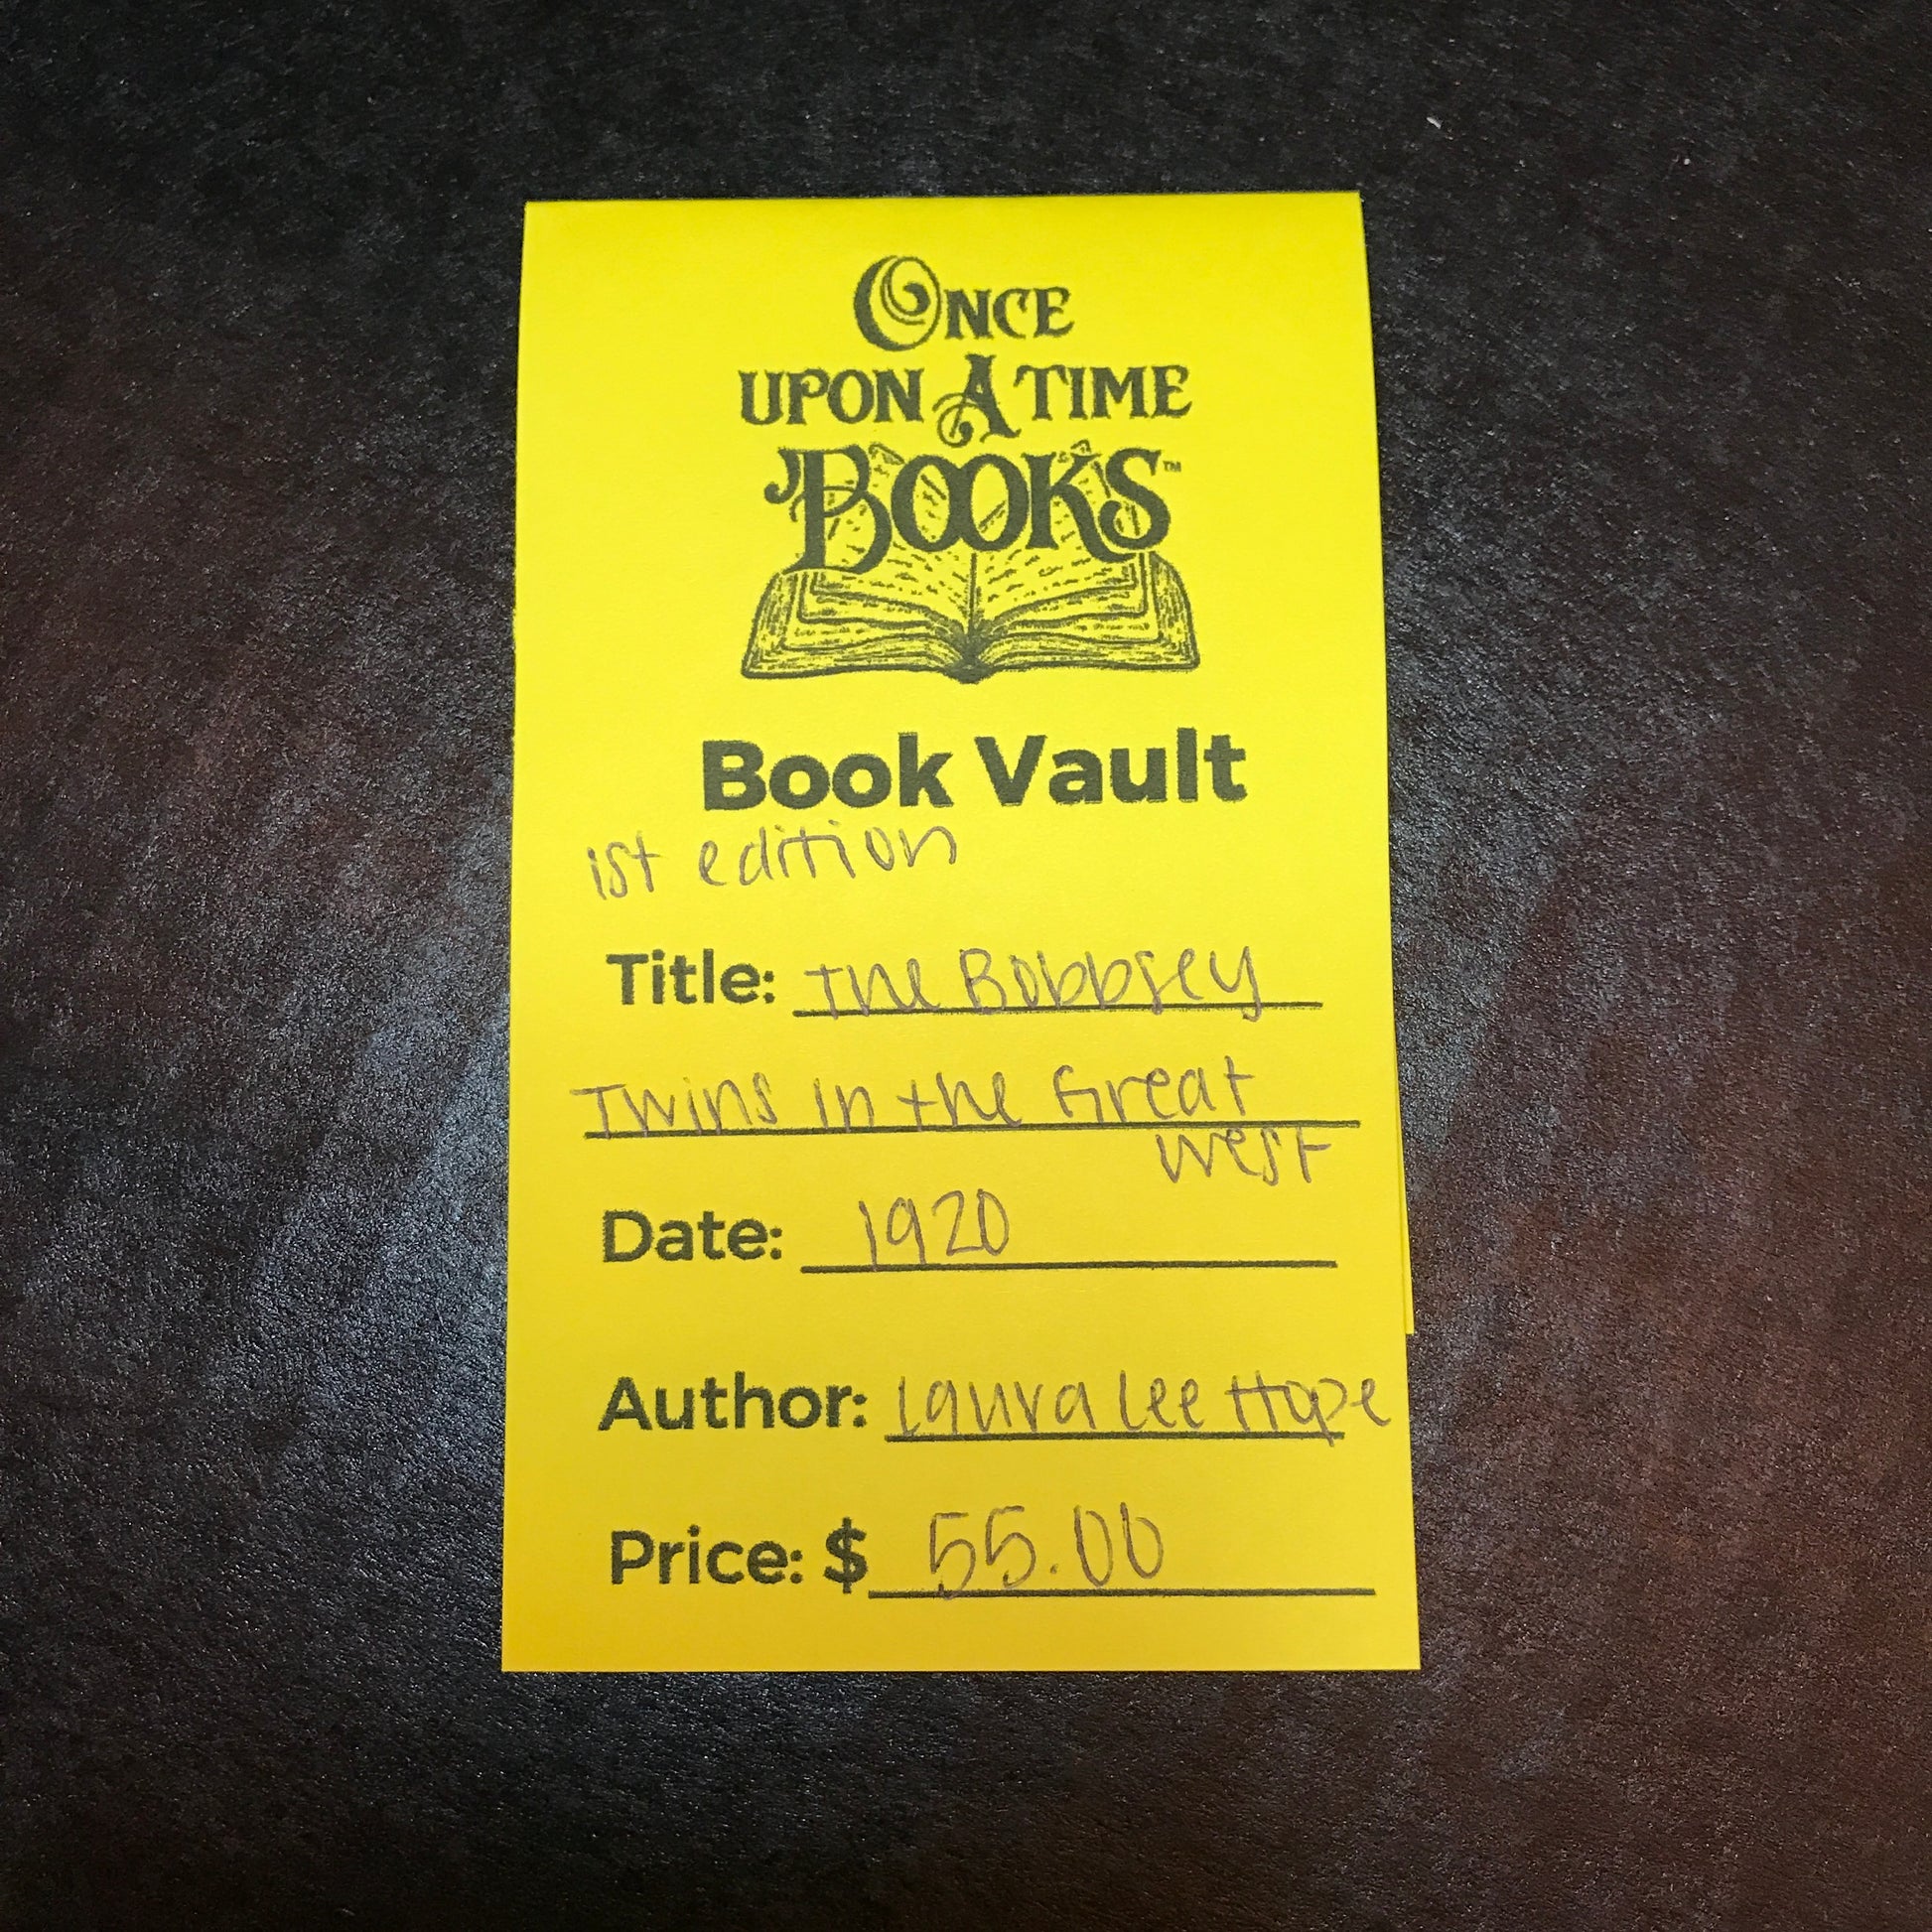 ONCE
UPON A TIME
BOOKS™
Book Vault
1st edition
Title: The Bobbsey
Twins in the Great
West
Date: 1920
Author: Laura Lee Hope
Price: $ 55.00